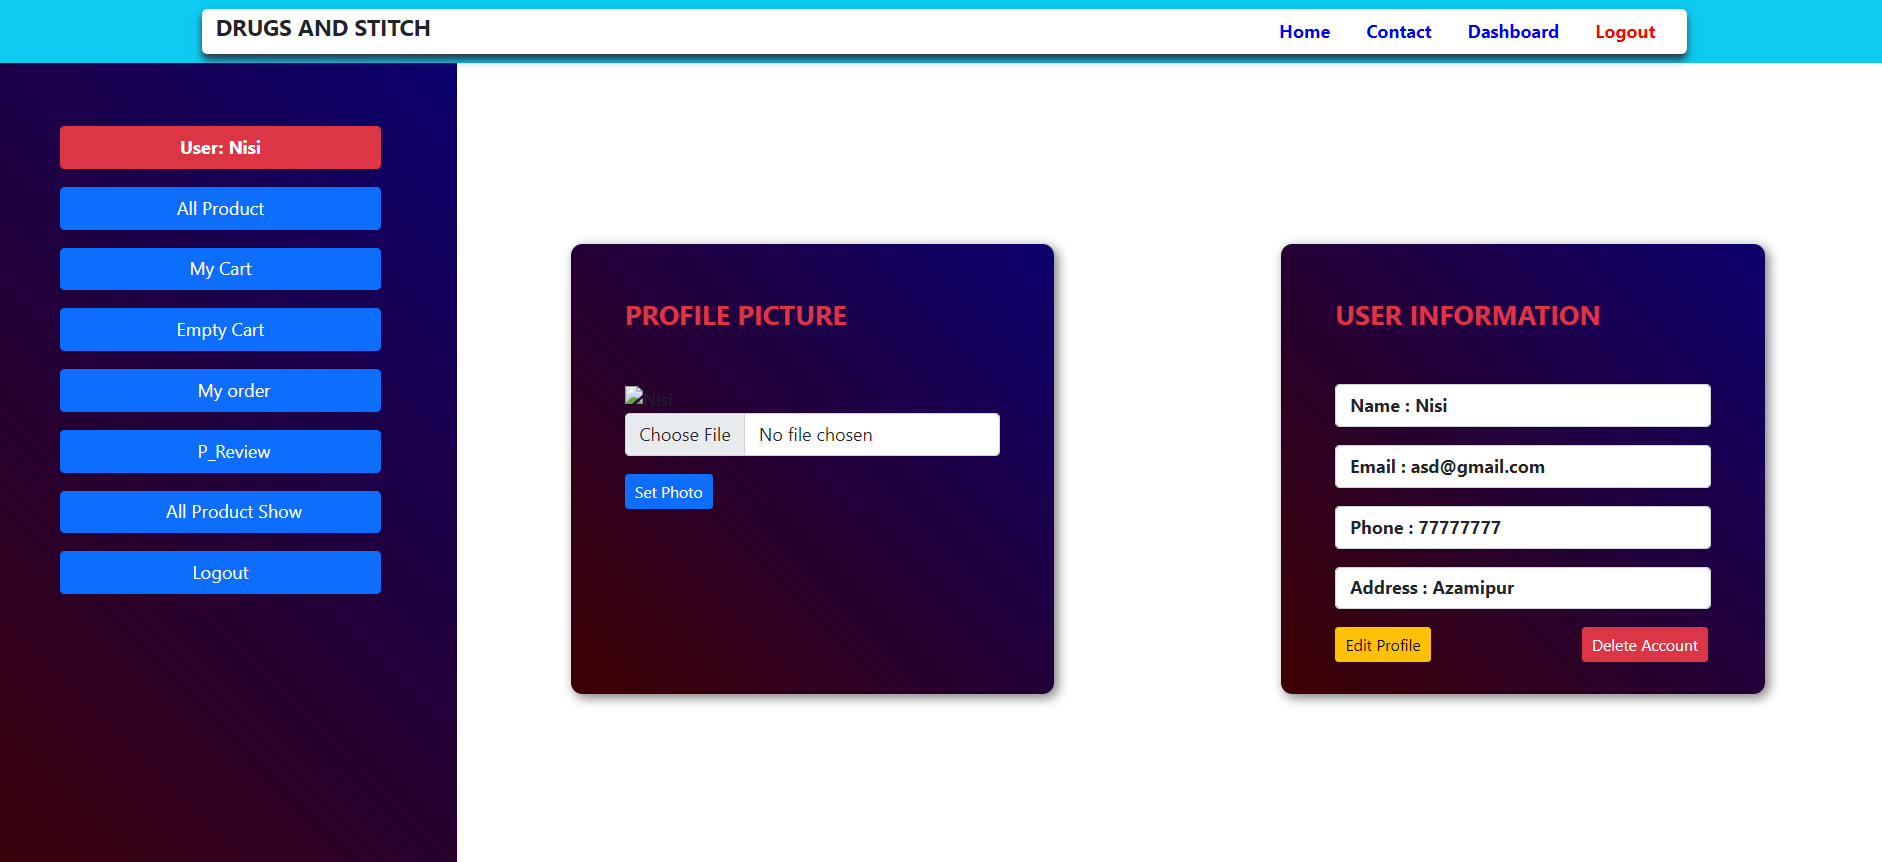 DRUGS AND STITCH
Home Contact Dashboard Logout
User: Nisi
All Product
My Cart
Empty Cart
My order
P_Review
All Product Show
Logout
PROFILE PICTURE
Nisi
Choose File No file chosen
Set Photo
USER INFORMATION
Name : Nisi
Email : asd@gmail.com
Phone : 77777777
Address : Azamipur
Edit Profile Delete Account